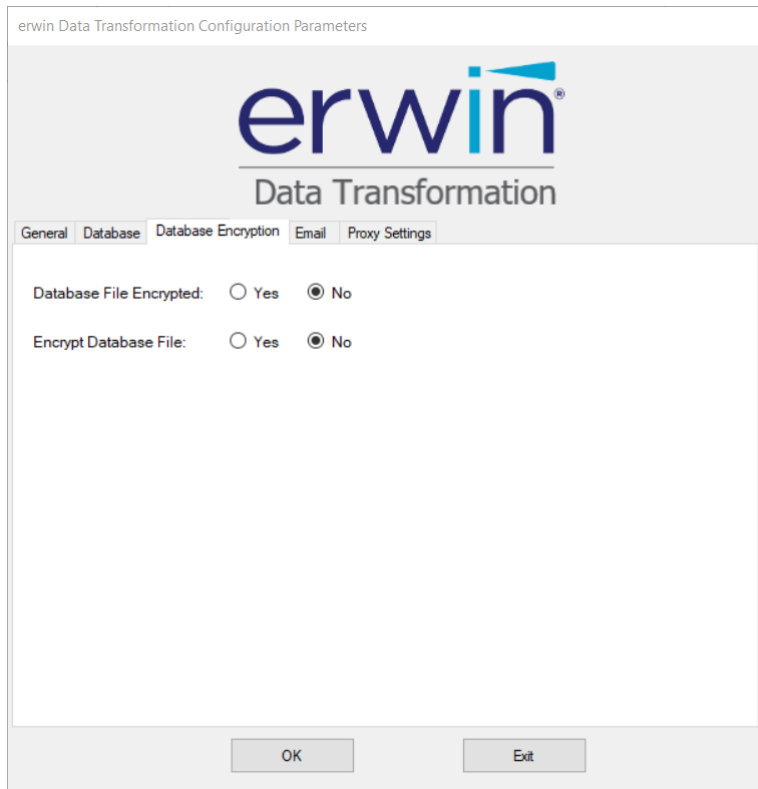 erwin Data Transformation Configuration Parameters
erwin®
Data Transformation
General Database Database Encryption Email Proxy Settings
Database File Encrypted: Yes No
Encrypt Database File: Yes No
OK Exit